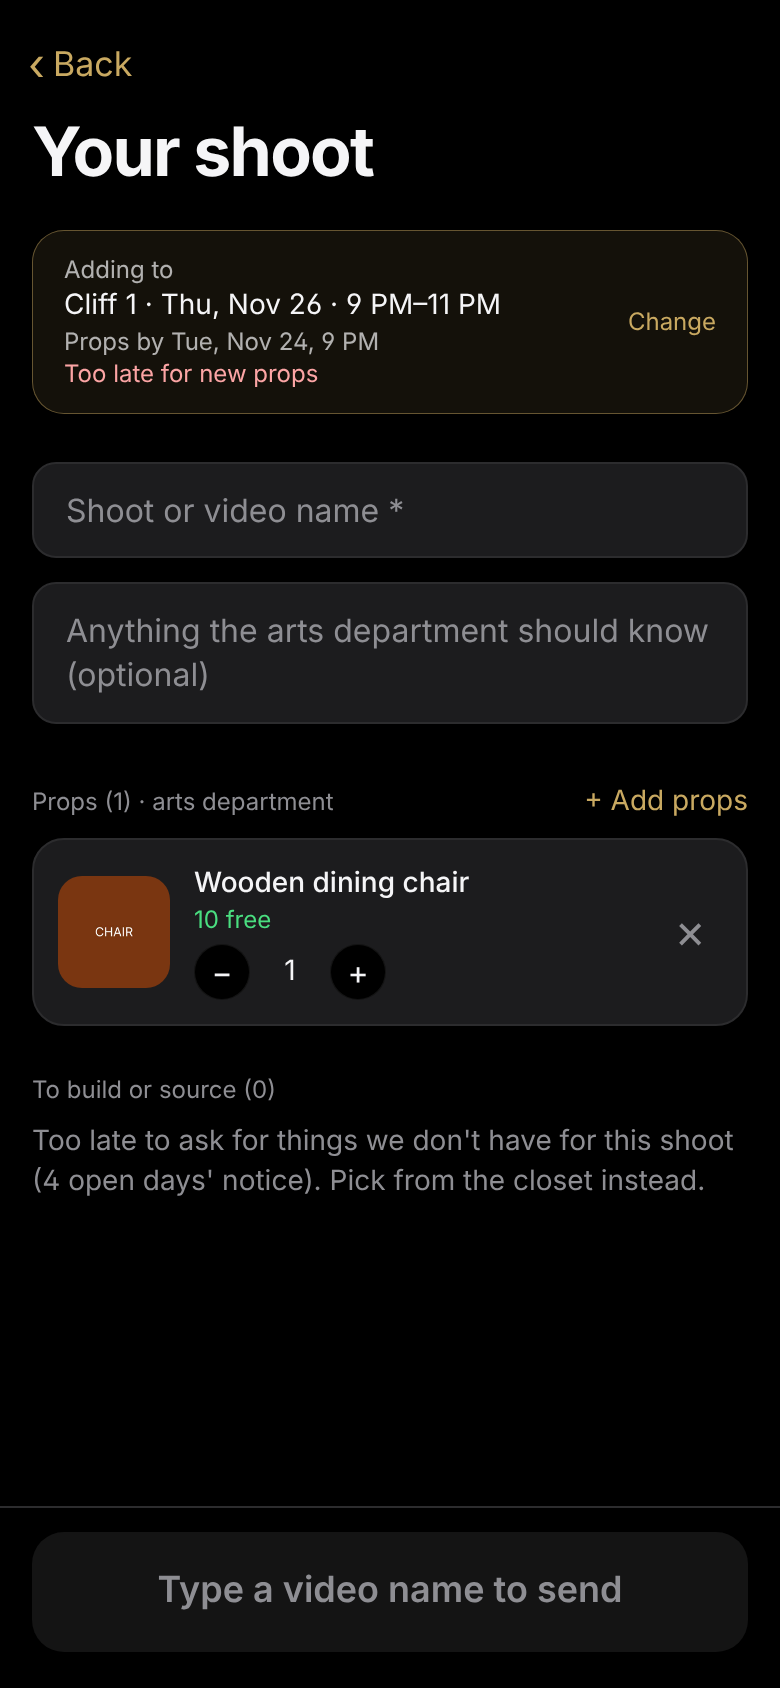 ‹ Back
Your shoot
Adding to
Cliff 1 · Thu, Nov 26 · 9 PM–11 PM
Props by Tue, Nov 24, 9 PM
Too late for new props
Change
Shoot or video name *
Anything the arts department should know
(optional)
Props (1) · arts department
+ Add props
CHAIR
Wooden dining chair
10 free
− 1 +
✕
To build or source (0)
Too late to ask for things we don't have for this shoot
(4 open days' notice). Pick from the closet instead.
Type a video name to send